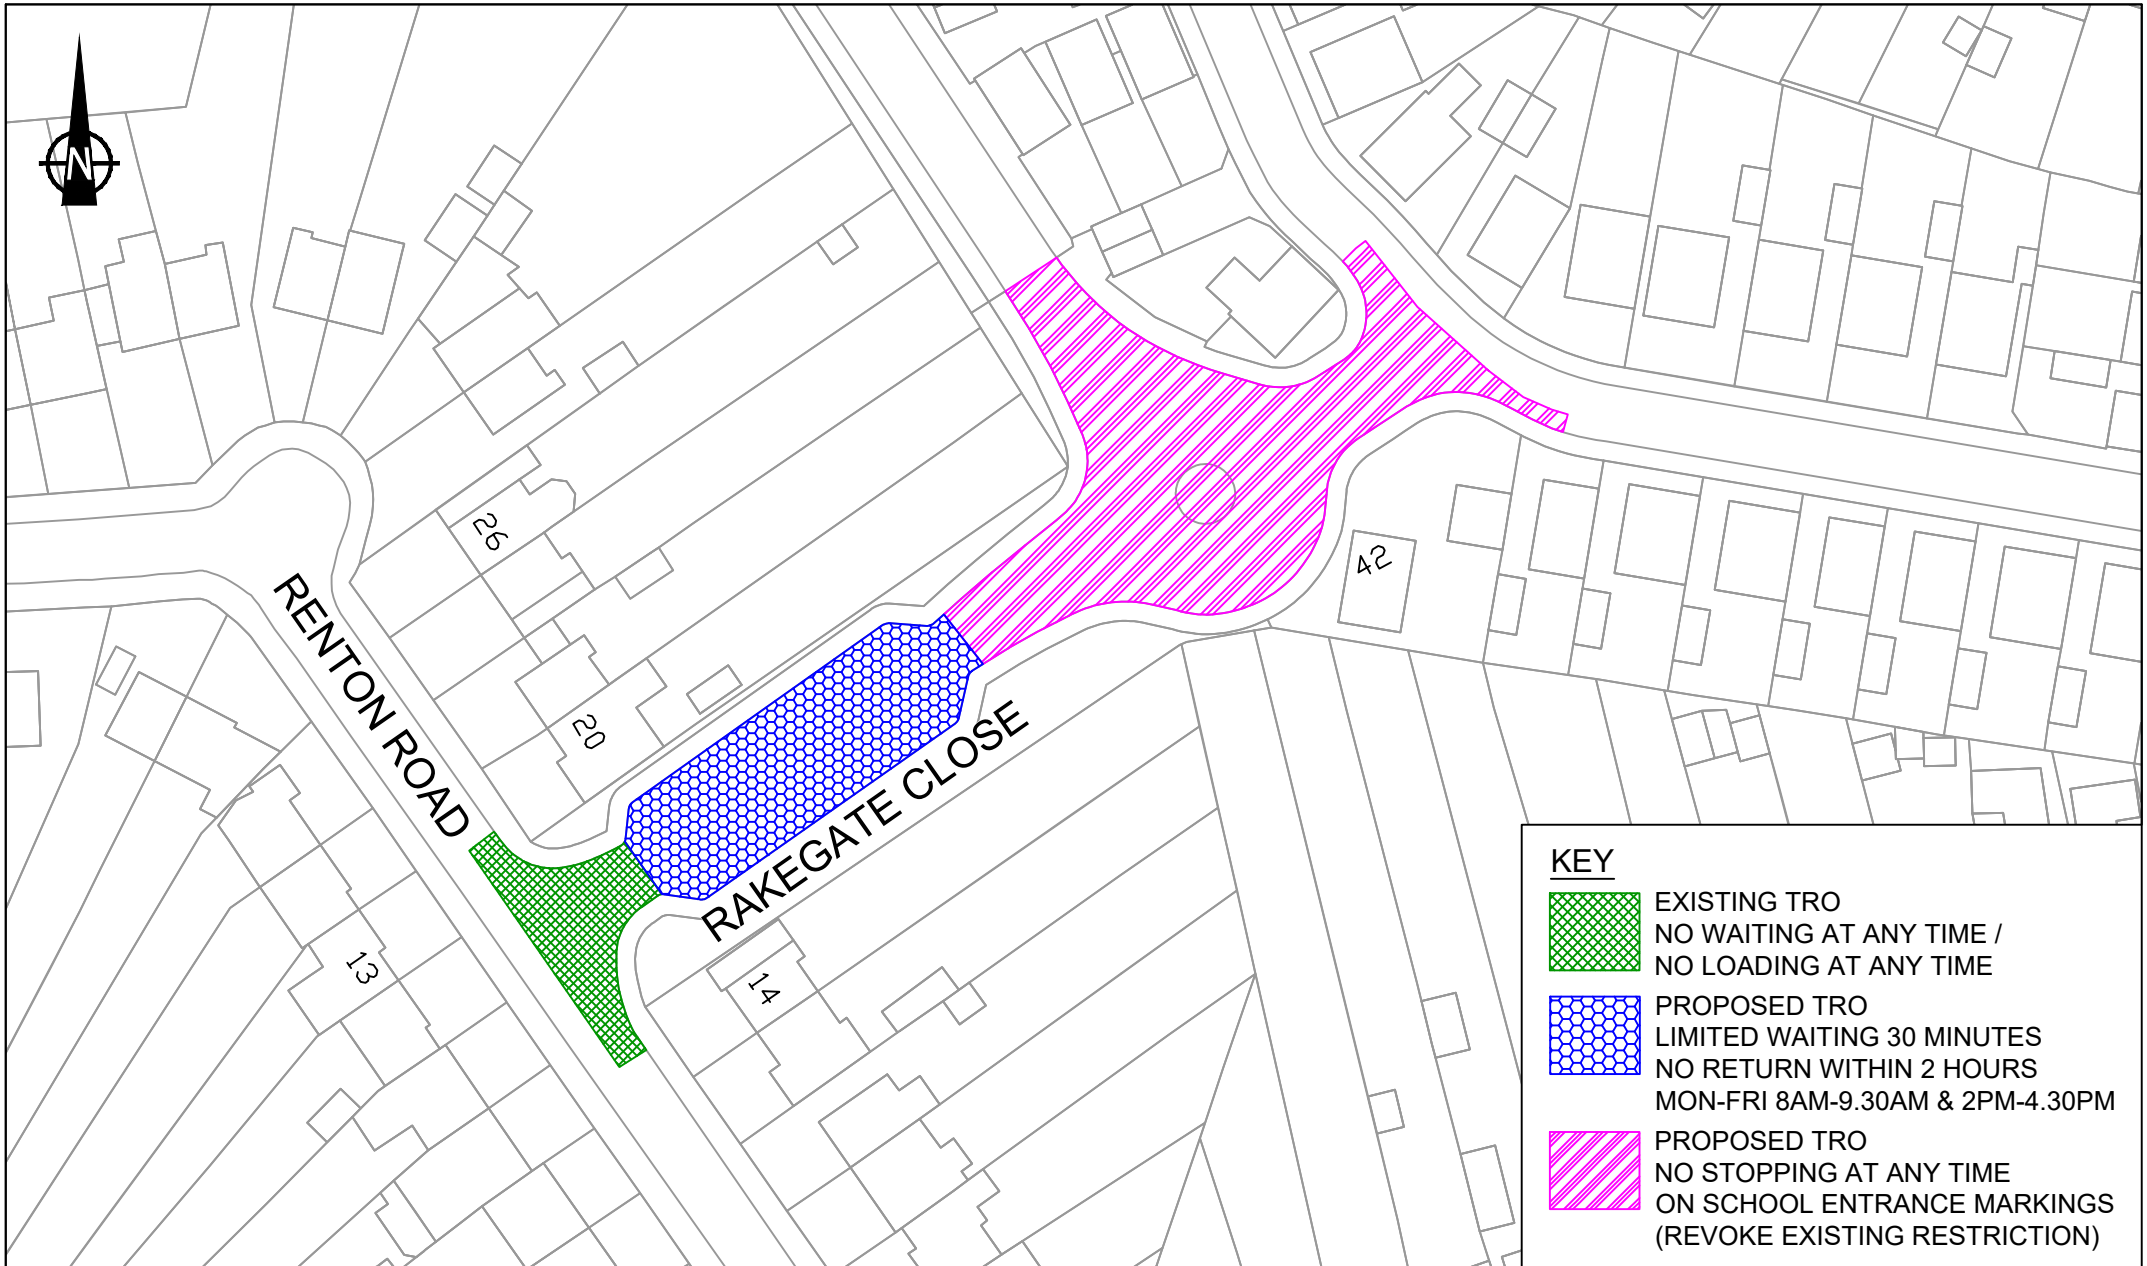 N
26
42
RENTON ROAD
20
RAKEGATE CLOSE
13
14
KEY
EXISTING TRO
NO WAITING AT ANY TIME /
NO LOADING AT ANY TIME
PROPOSED TRO
LIMITED WAITING 30 MINUTES
NO RETURN WITHIN 2 HOURS
MON-FRI 8AM-9.30AM & 2PM-4.30PM
PROPOSED TRO
NO STOPPING AT ANY TIME
ON SCHOOL ENTRANCE MARKINGS
(REVOKE EXISTING RESTRICTION)